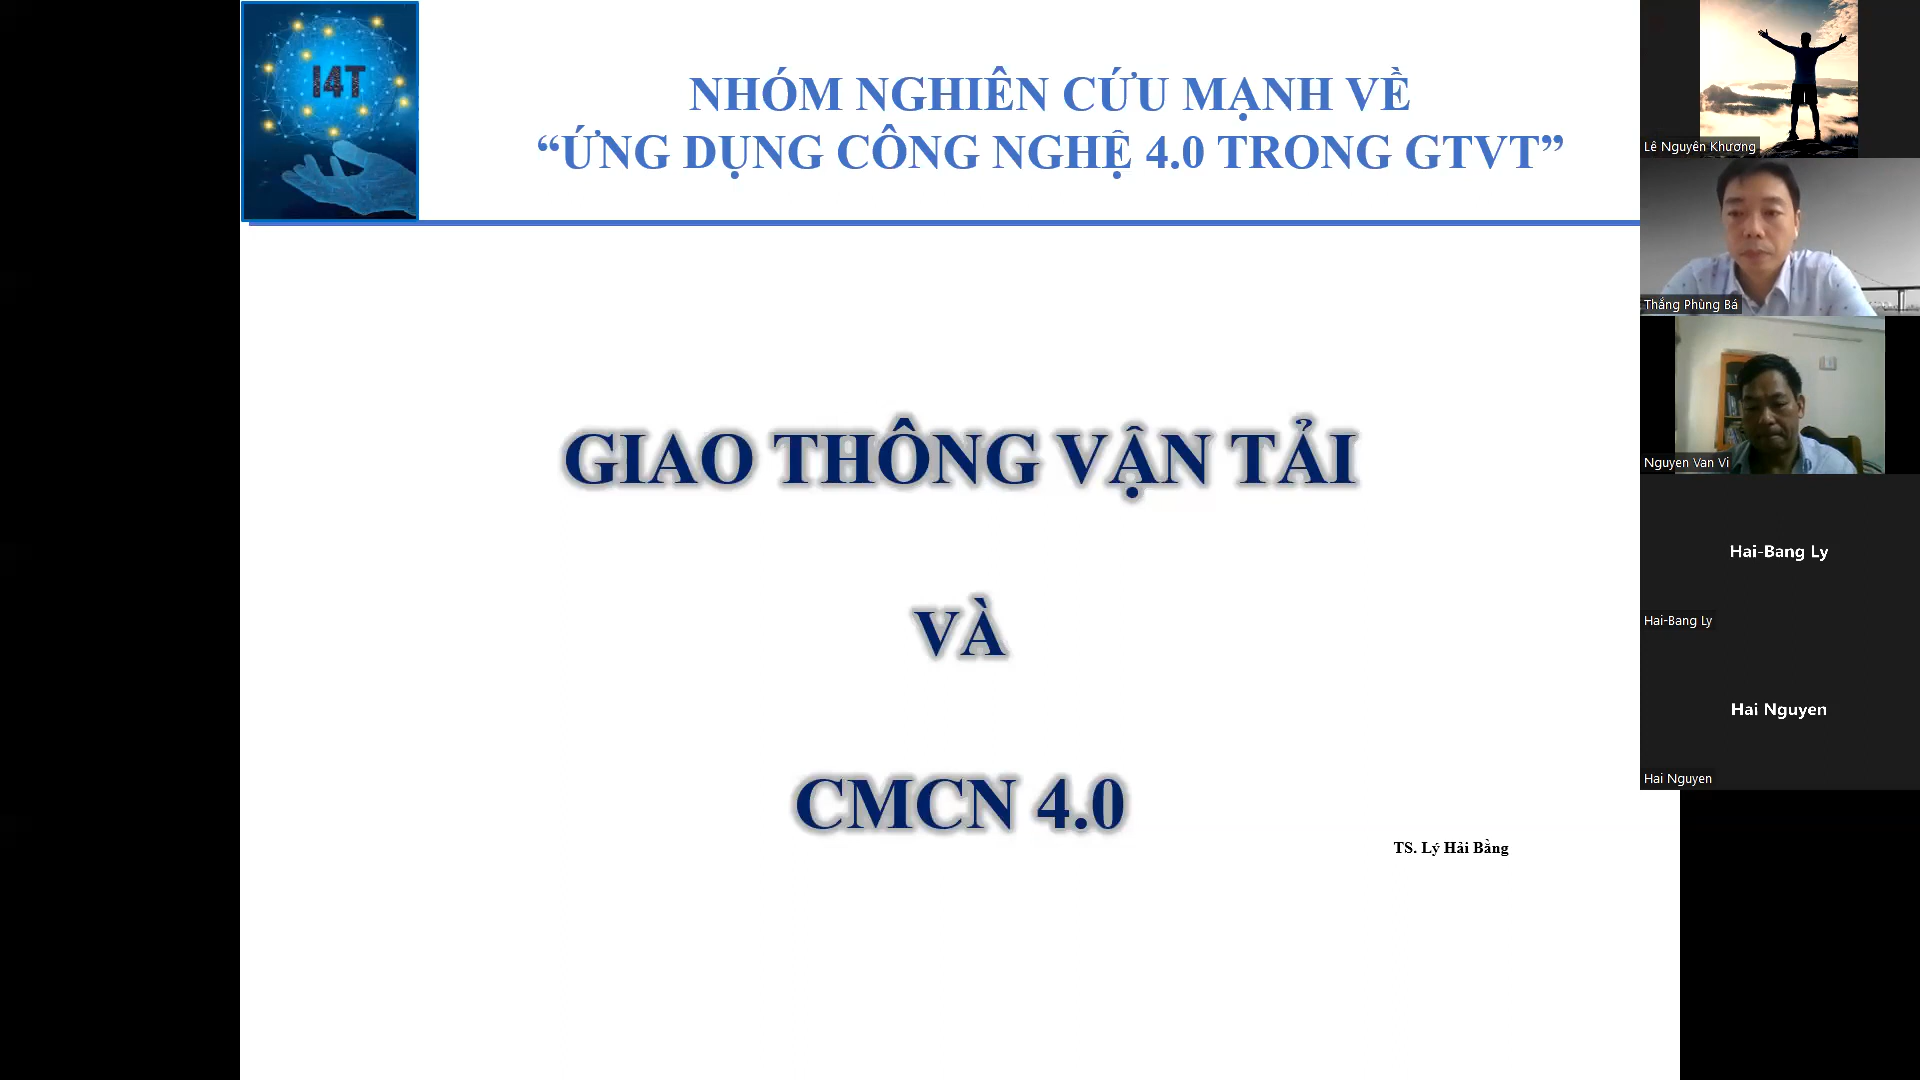 I4T
NHÓM NGHIÊN CỨU MẠNH VỀ
“ỨNG DỤNG CÔNG NGHỆ 4.0 TRONG GTVT”
GIAO THÔNG VẬN TẢI
VÀ
CMCN 4.0
TS. Lý Hải Bằng
Lê Nguyên Khương
Thắng Phùng Bá
Nguyen Van Vi
Hai-Bang Ly
Hai-Bang Ly
Hai Nguyen
Hai Nguyen